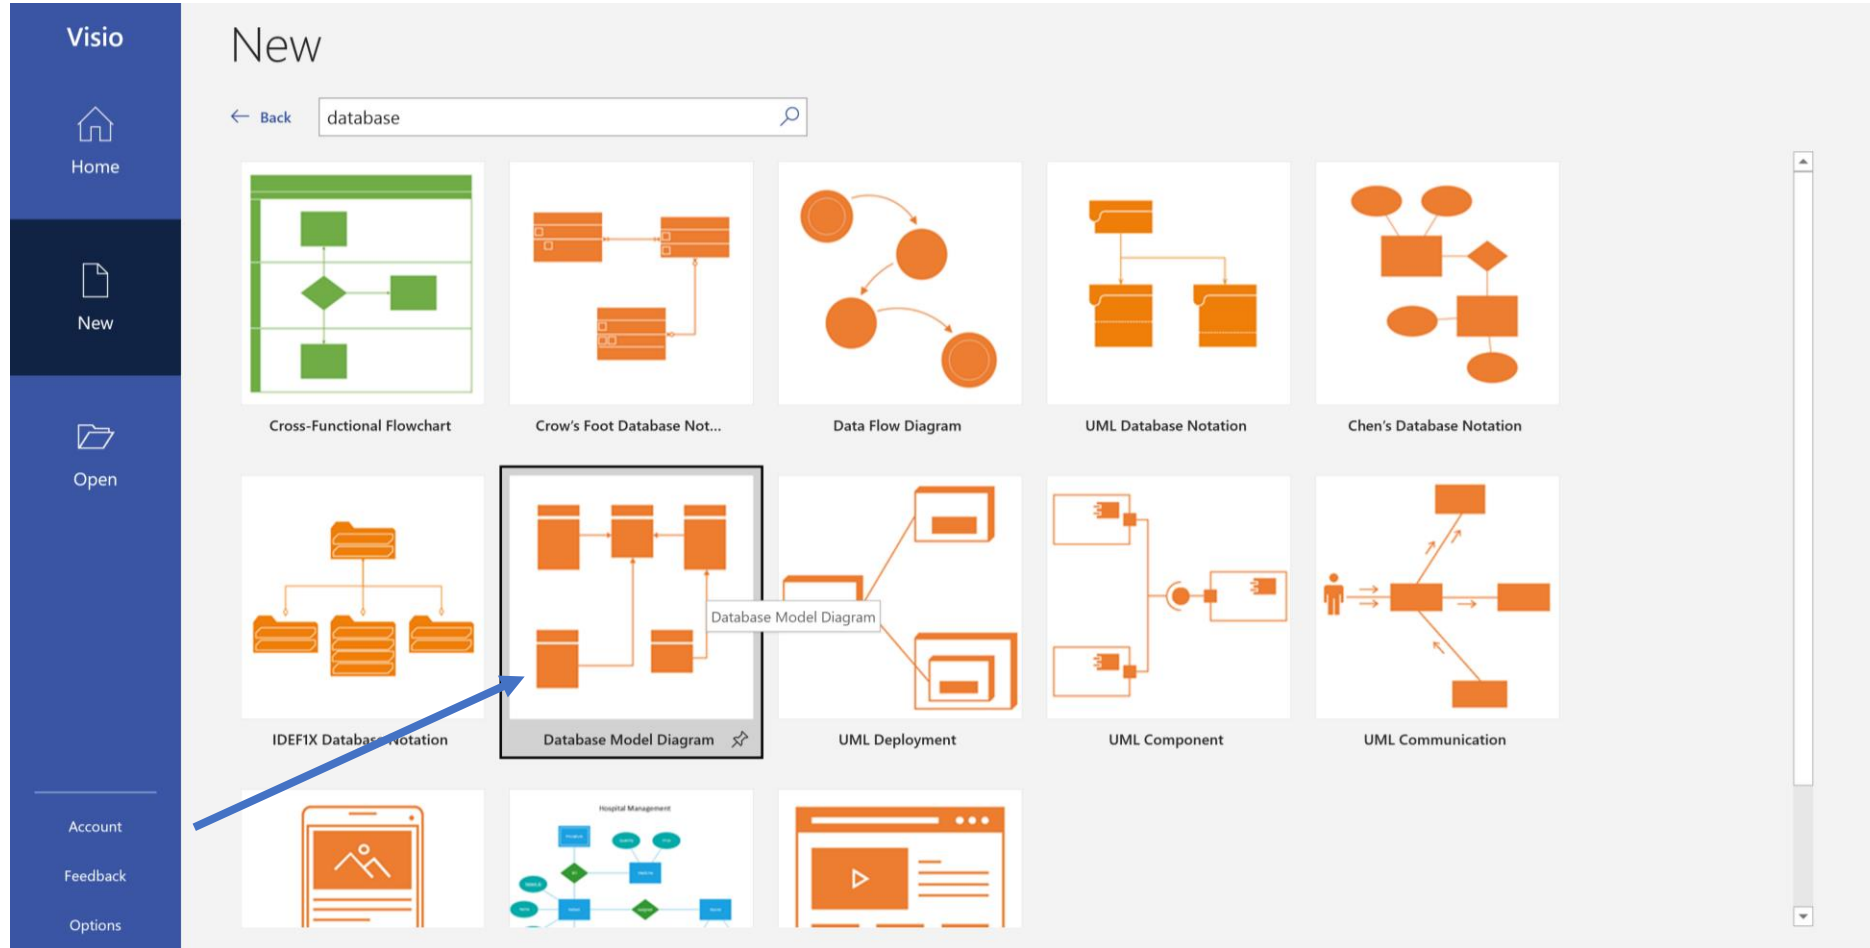 Visio
Home
New
Open
Account
Feedback
Options
New
Back
database
Cross-Functional Flowchart
Crow's Foot Database Not...
Data Flow Diagram
UML Database Notation
Chen's Database Notation
Database Model Diagram
IDEF1X Database Notation
Database Model Diagram
UML Deployment
UML Component
UML Communication
Hospital Management